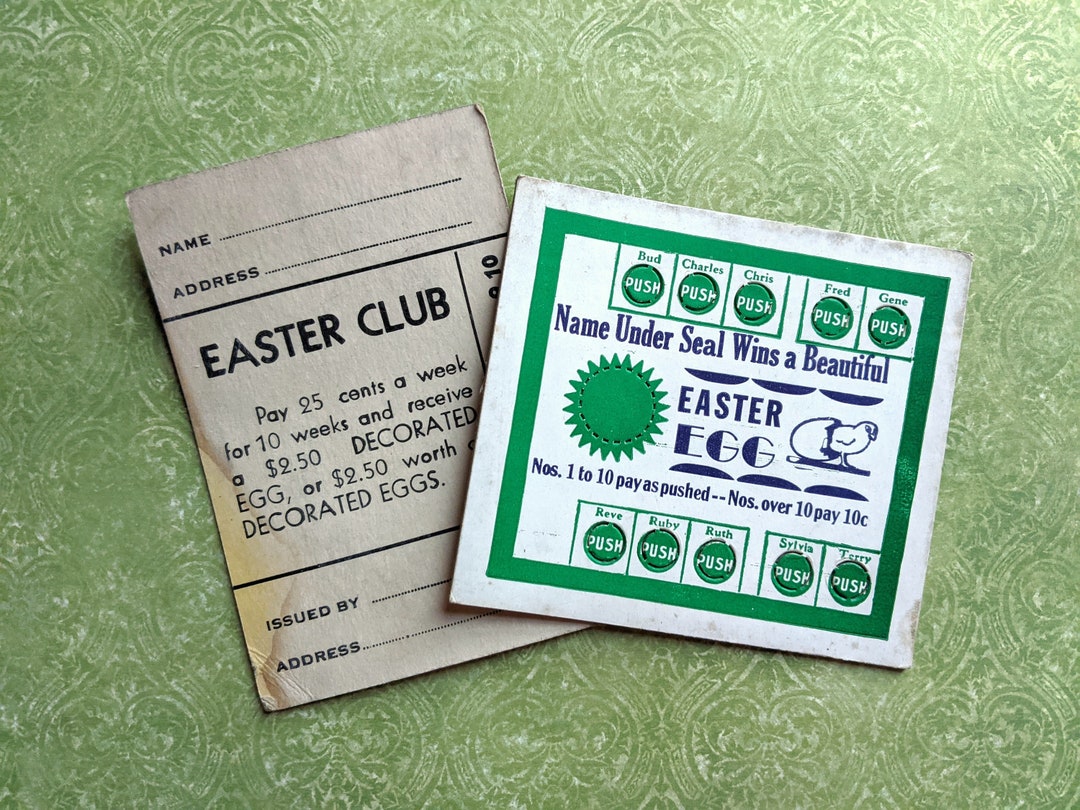 NAME
ADDRESS
10
EASTER CLUB
Pay 25 cents a week
for 10 weeks and receive
a $2.50 DECORATED
EGG, or $2.50 worth
DECORATED EGGS.
ISSUED BY
ADDRESS
Bud Charles Chris Fred Gene
PUSH PUSH PUSH PUSH PUSH
Name Under Seal Wins a Beautiful
EASTER
EGG
Nos. 1 to 10 pay as pushed -- Nos. over 10 pay 10c
Reve Ruby Ruth Sylvia Terry
PUSH PUSH PUSH PUSH PUSH